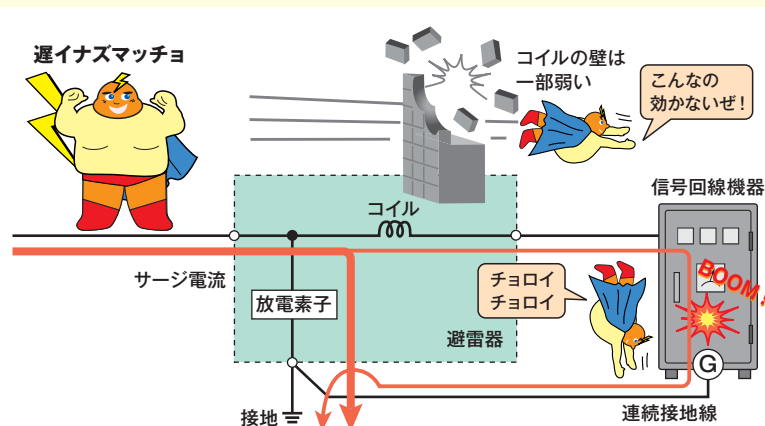 遅イナズマッチョ
コイルの壁は
一部弱い
こんなの
効かないぜ！
信号回線機器
コイル
サージ電流
放電素子
チョロイ
チョロイ
BOOM!
避雷器
G
接地
連続接地線